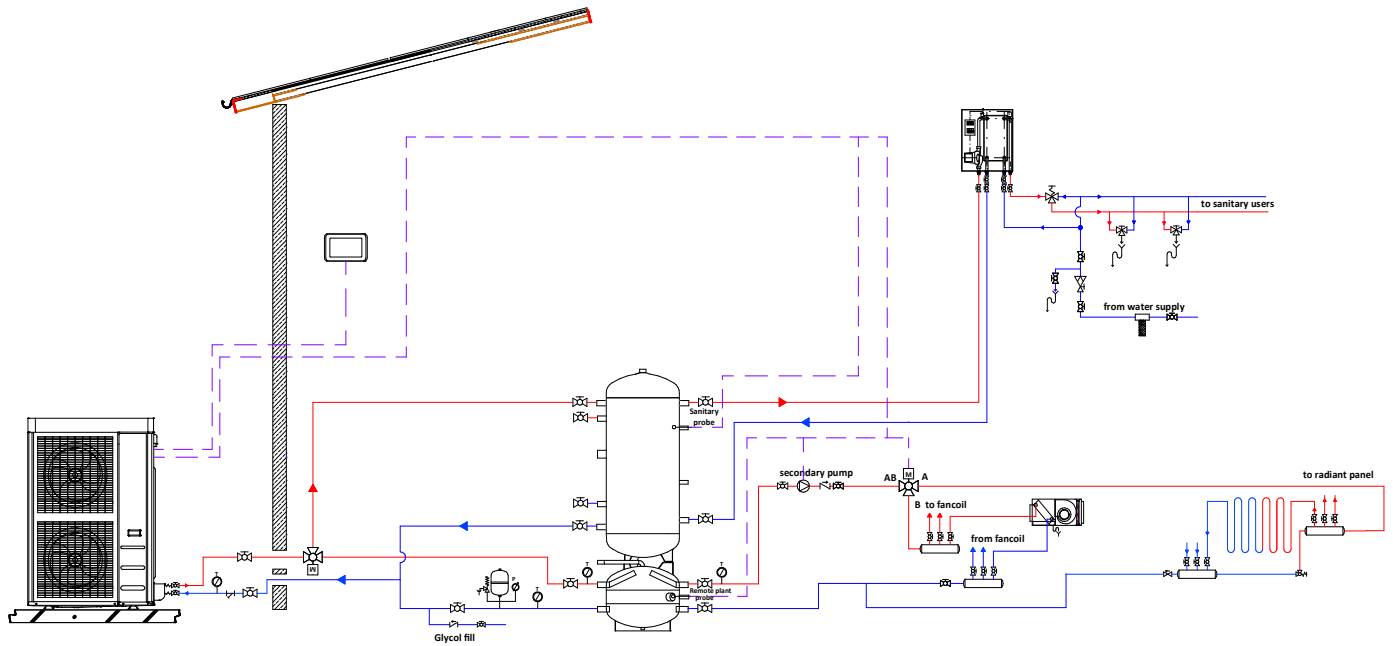 to sanitary users
from water supply
Sanitary
probe
secondary pump
to radiant panel
M
AB
A
B
to fancoil
from fancoil
M
T
T
T
P
T
T
Remote plant
probe
Glycol fill